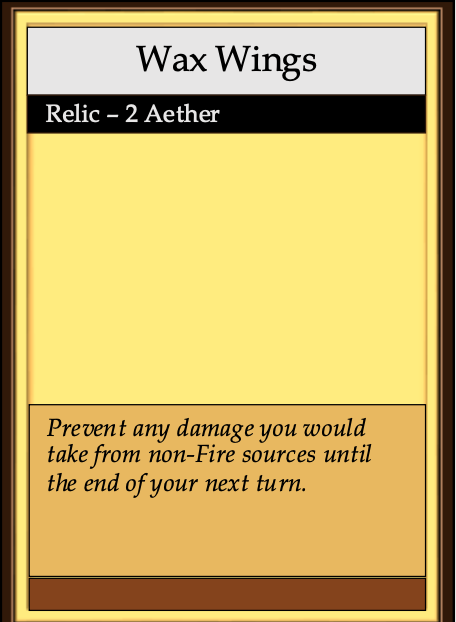 Wax Wings
Relic – 2 Aether
Prevent any damage you would
take from non-Fire sources until
the end of your next turn.